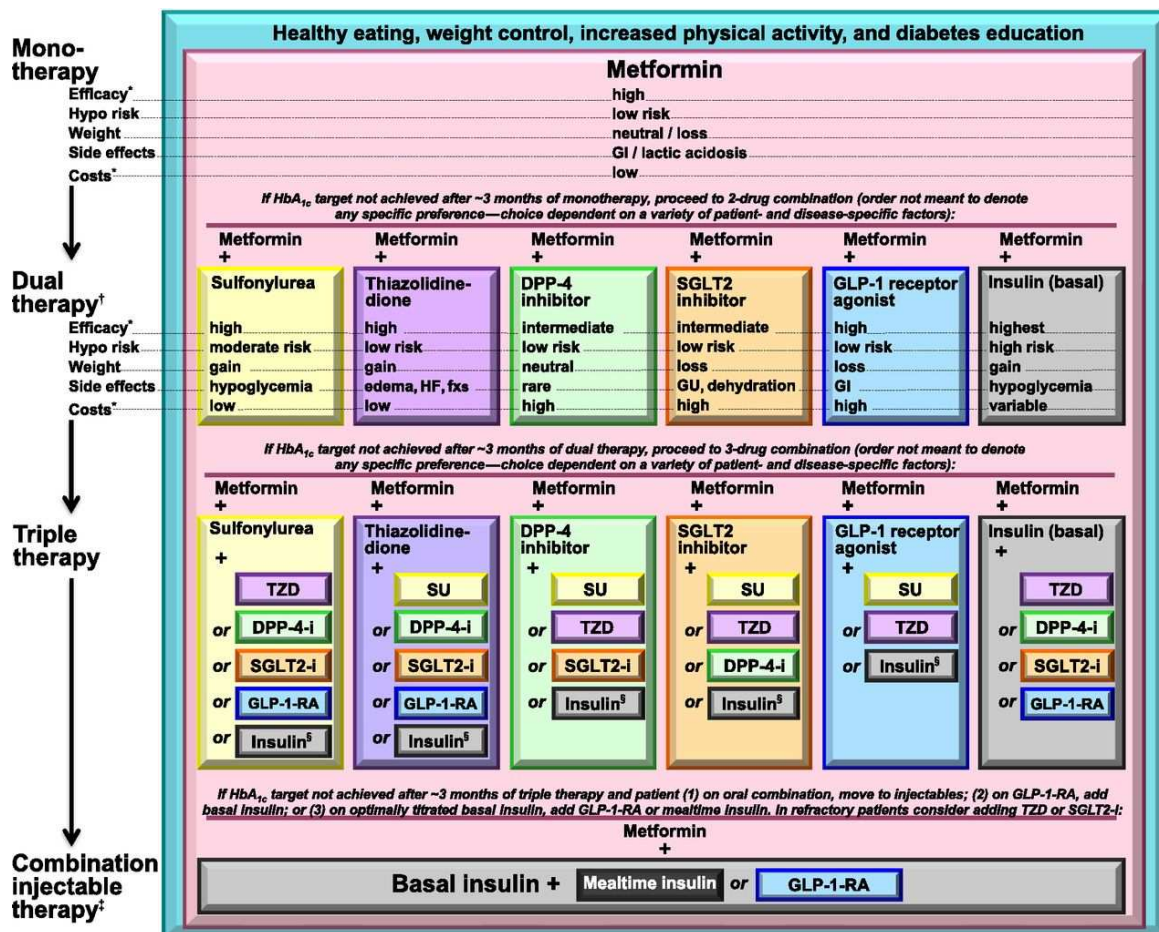 Healthy eating, weight control, increased physical activity, and diabetes education
Mono-
therapy
Metformin
Efficacy* high
Hypo risk low risk
Weight neutral / loss
Side effects GI / lactic acidosis
Costs* low
If HbA1c target not achieved after ~3 months of monotherapy, proceed to 2-drug combination (order not meant to denote
any specific preference—choice dependent on a variety of patient- and disease-specific factors):
Metformin Metformin Metformin Metformin Metformin Metformin
+ + + + + +
Dual
therapy†
Sulfonylurea Thiazolidine- DPP-4 SGLT2 GLP-1 receptor Insulin (basal)
dione inhibitor inhibitor agonist
Efficacy* high high intermediate intermediate high highest
Hypo risk moderate risk low risk low risk low risk low risk high risk
Weight gain gain neutral loss loss gain
Side effects hypoglycemia edema, HF, fxs rare GU, dehydration GI hypoglycemia
Costs* low low high high high variable
If HbA1c target not achieved after ~3 months of dual therapy, proceed to 3-drug combination (order not meant to denote
any specific preference—choice dependent on a variety of patient- and disease-specific factors):
Metformin Metformin Metformin Metformin Metformin Metformin
+ + + + + +
Triple
therapy
Sulfonylurea Thiazolidine- DPP-4 SGLT2 GLP-1 receptor Insulin (basal)
dione inhibitor inhibitor agonist
+ + + + + +
TZD SU SU SU SU TZD
or DPP-4-i or DPP-4-i or TZD or TZD or TZD or DPP-4-i
or SGLT2-i or SGLT2-i or SGLT2-i or DPP-4-i or Insulin§ or SGLT2-i
or GLP-1-RA or GLP-1-RA or Insulin§ or Insulin§ or GLP-1-RA
or Insulin§ or Insulin§
If HbA1c target not achieved after ~3 months of triple therapy and patient (1) on oral combination, move to injectables; (2) on GLP-1-RA, add
basal insulin; or (3) on optimally titrated basal insulin, add GLP-1-RA or mealtime insulin. In refractory patients consider adding TZD or SGLT2-i:
Metformin
+
Combination
injectable
therapy‡
Basal insulin + Mealtime insulin or GLP-1-RA